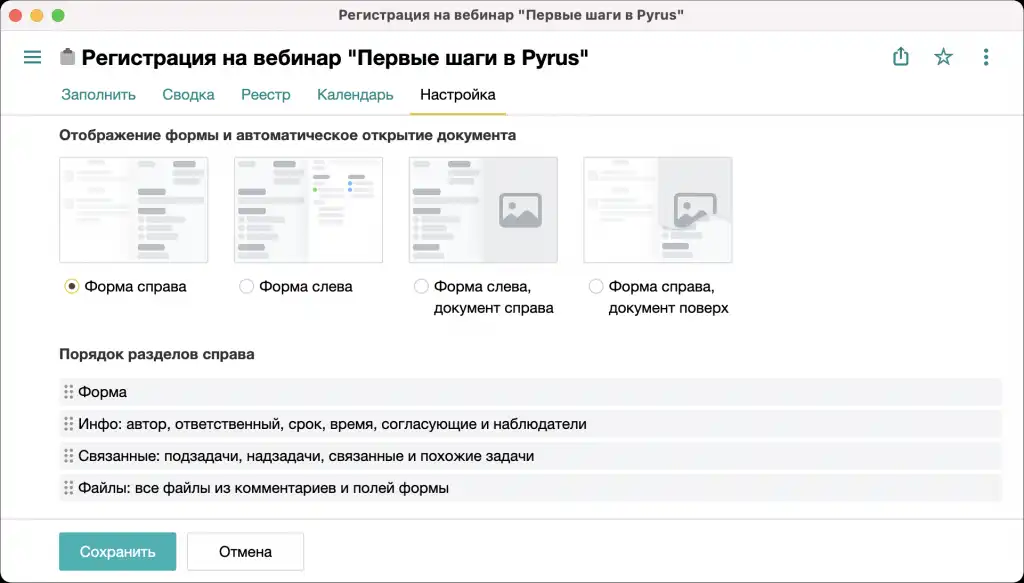 Регистрация на вебинар "Первые шаги в Pyrus"
Регистрация на вебинар "Первые шаги в Pyrus"
Заполнить Сводка Реестр Календарь Настройка
Отображение формы и автоматическое открытие документа
Форма справа Форма слева Форма слева, Форма справа,
документ справа документ поверх
Порядок разделов справа
Форма
Инфо: автор, ответственный, срок, время, согласующие и наблюдатели
Связанные: подзадачи, надзадачи, связанные и похожие задачи
Файлы: все файлы из комментариев и полей формы
Сохранить Отмена